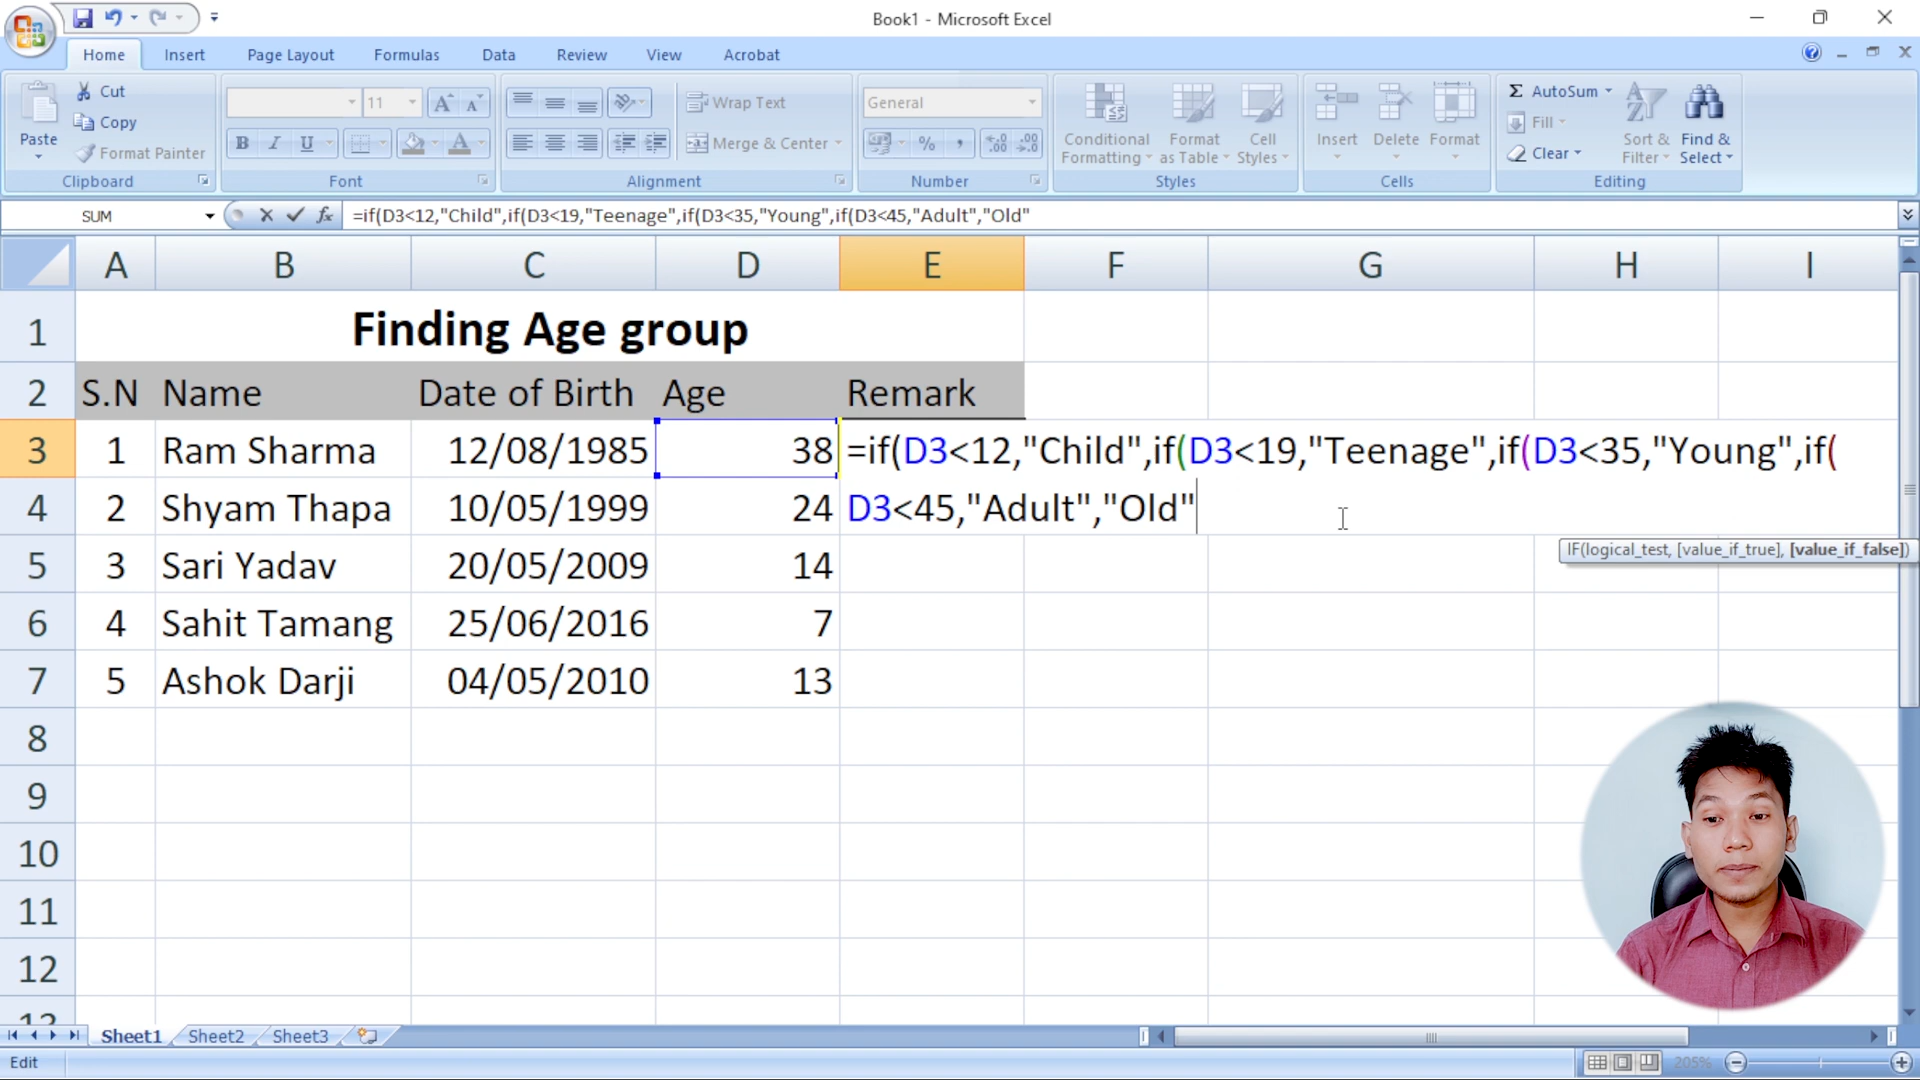 Book1 - Microsoft Excel
Home Insert Page Layout Formulas Data Review View Acrobat
Paste
Cut
Copy
Format Painter
Clipboard
11
A A
B I U
A
Font
Wrap Text
Merge & Center
Alignment
General
% ,
Number
Conditional Formatting
Format as Table
Cell Styles
Styles
Insert Delete Format
Cells
Σ AutoSum
Fill
Clear
Sort & Filter
Find & Select
Editing
SUM fx =if(D3<12,"Child",if(D3<19,"Teenage",if(D3<35,"Young",if(D3<45,"Adult","Old"
A B C D E F G H I
1 Finding Age group
2 S.N Name Date of Birth Age Remark
3 1 Ram Sharma 12/08/1985 38 =if(D3<12,"Child",if(D3<19,"Teenage",if(D3<35,"Young",if(
4 2 Shyam Thapa 10/05/1999 24 D3<45,"Adult","Old"
IF(logical_test, [value_if_true], [value_if_false])
5 3 Sari Yadav 20/05/2009 14
6 4 Sahit Tamang 25/06/2016 7
7 5 Ashok Darji 04/05/2010 13
8
9
10
11
12
13
Sheet1 Sheet2 Sheet3
Edit 205%